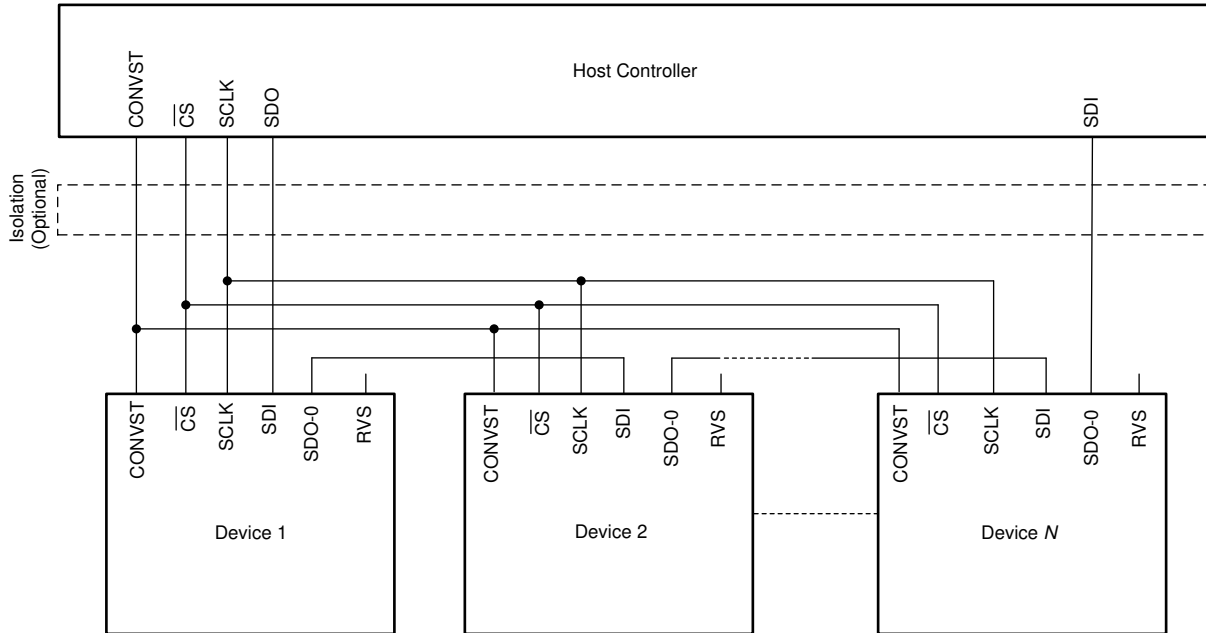 Host Controller
CONVST
CS
SCLK
SDO
SDI
Isolation
(Optional)
CONVST
CS
SCLK
SDI
SDO-0
RVS
CONVST
CS
SCLK
SDI
SDO-0
RVS
CONVST
CS
SCLK
SDI
SDO-0
RVS
Device 1
Device 2
Device N